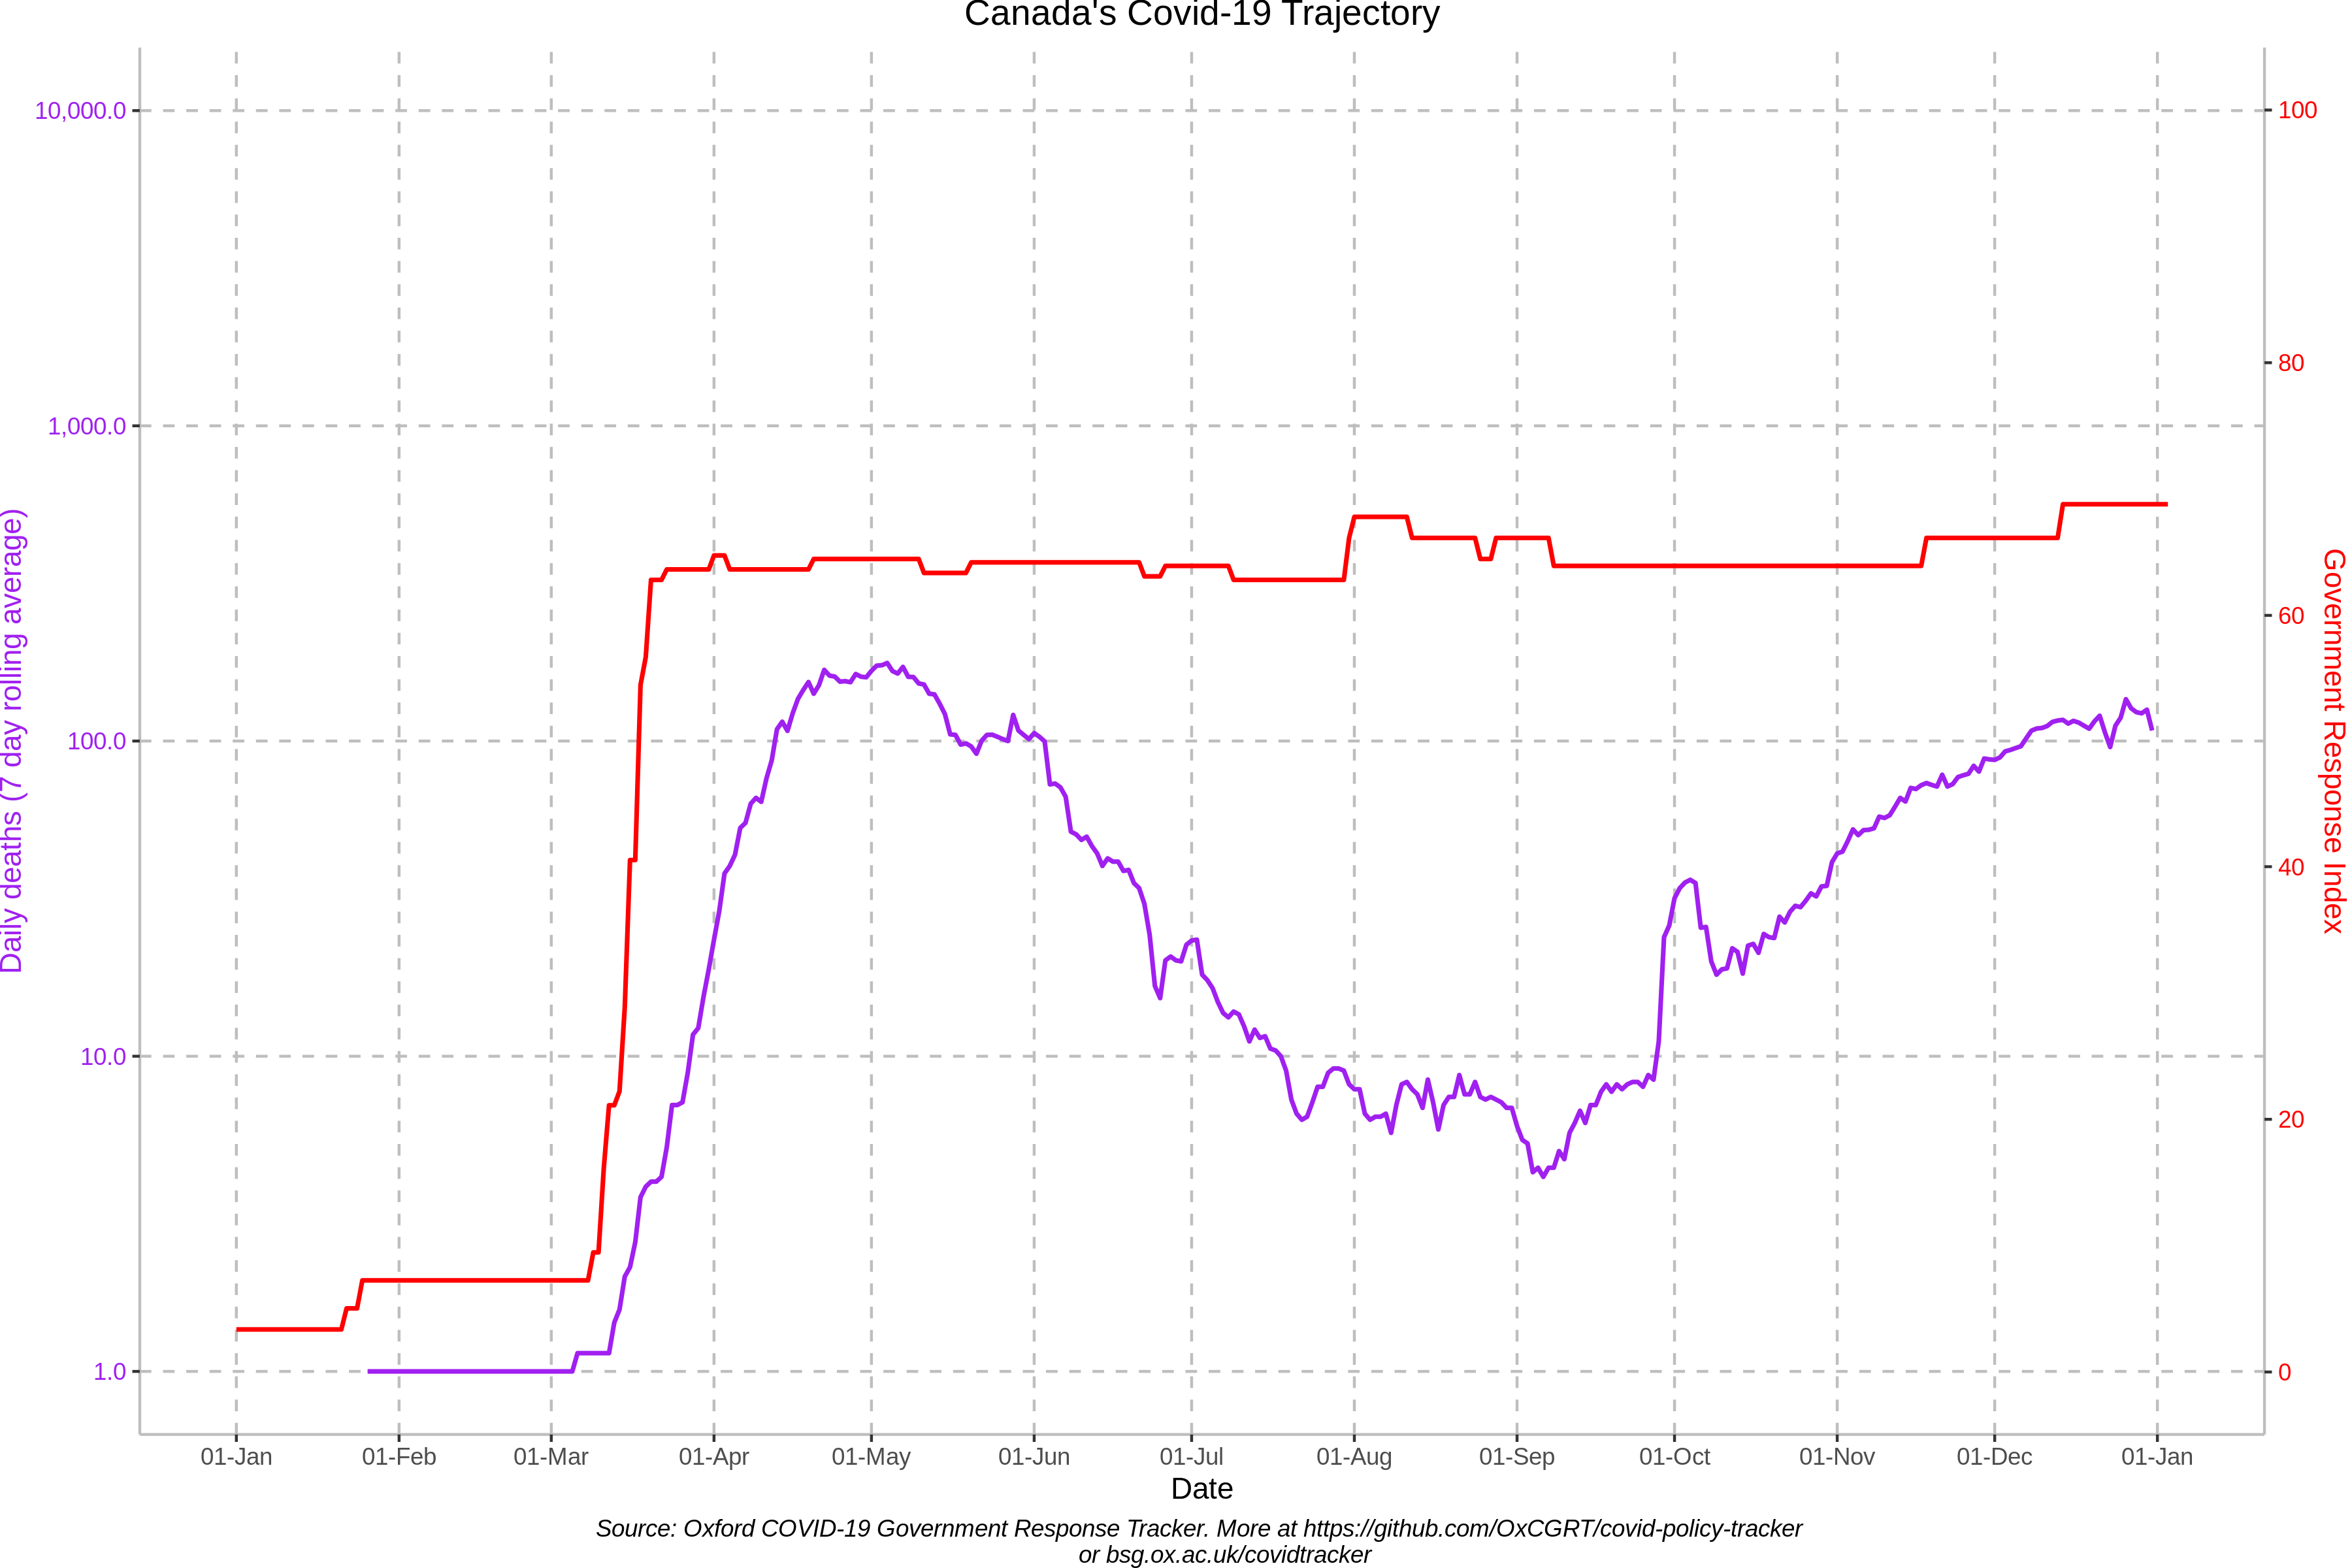 Canada's Covid-19 Trajectory
10,000.0
1,000.0
100.0
10.0
1.0
Daily deaths (7 day rolling average)
100
80
60
40
20
0
Government Response Index
01-Jan
01-Feb
01-Mar
01-Apr
01-May
01-Jun
01-Jul
01-Aug
01-Sep
01-Oct
01-Nov
01-Dec
01-Jan
Date
Source: Oxford COVID-19 Government Response Tracker. More at https://github.com/OxCGRT/covid-policy-tracker
or bsg.ox.ac.uk/covidtracker